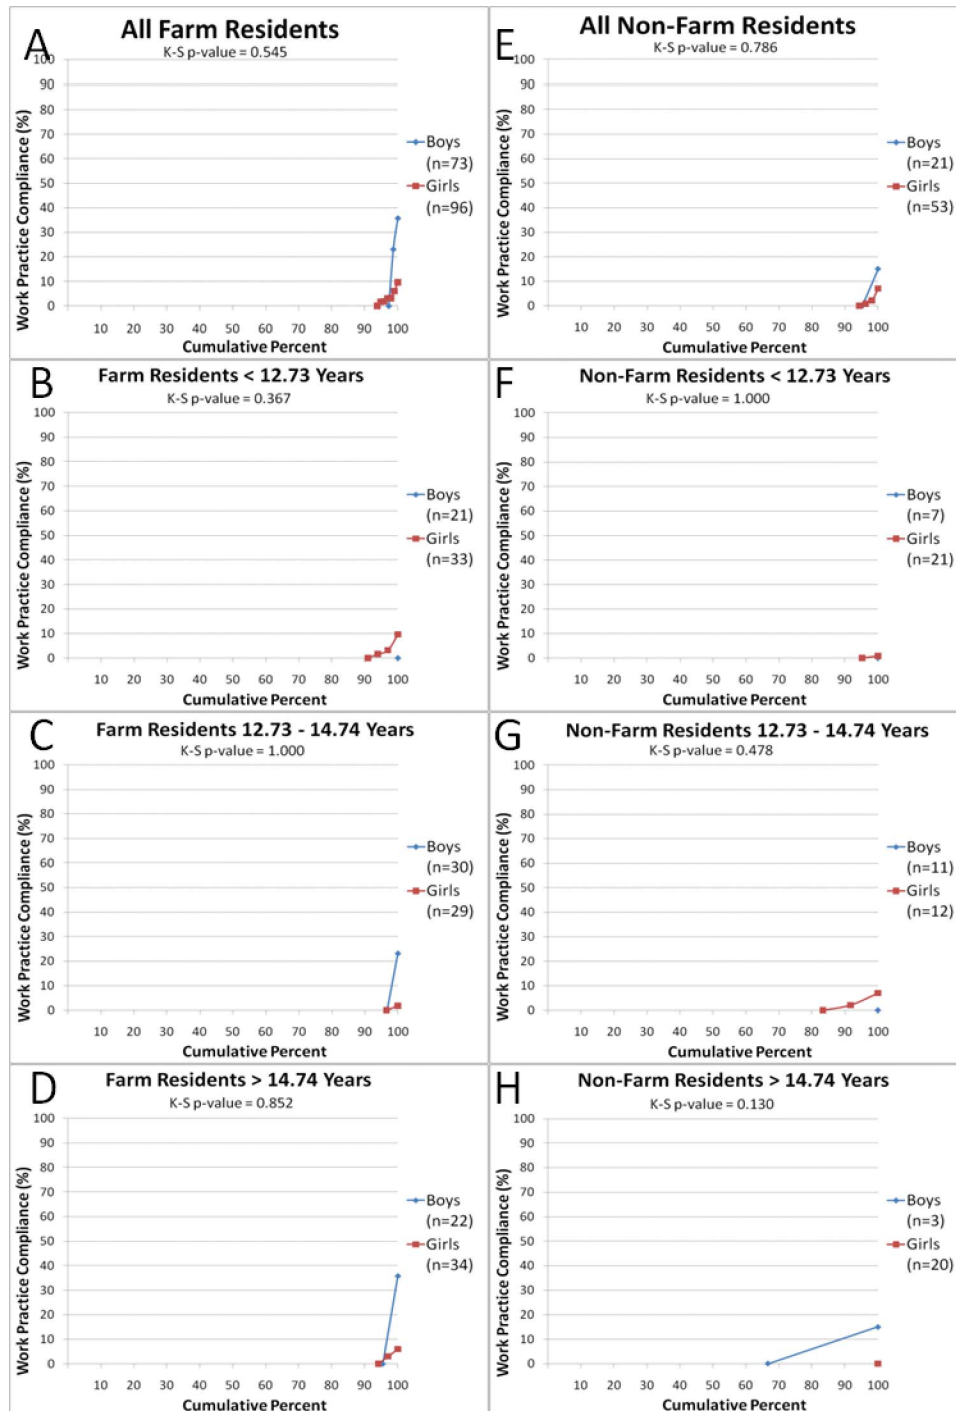 A
All Farm Residents
K-S p-value = 0.545
Work Practice Compliance (%)
100
90
80
70
60
50
40
30
20
10
0
10 20 30 40 50 60 70 80 90 100
Cumulative Percent
Boys
(n=73)
Girls
(n=96)
E
All Non-Farm Residents
K-S p-value = 0.786
Work Practice Compliance (%)
100
90
80
70
60
50
40
30
20
10
0
10 20 30 40 50 60 70 80 90 100
Cumulative Percent
Boys
(n=21)
Girls
(n=53)
B
Farm Residents < 12.73 Years
K-S p-value = 0.367
Work Practice Compliance (%)
100
90
80
70
60
50
40
30
20
10
0
10 20 30 40 50 60 70 80 90 100
Cumulative Percent
Boys
(n=21)
Girls
(n=33)
F
Non-Farm Residents < 12.73 Years
K-S p-value = 1.000
Work Practice Compliance (%)
100
90
80
70
60
50
40
30
20
10
0
10 20 30 40 50 60 70 80 90 100
Cumulative Percent
Boys
(n=7)
Girls
(n=21)
C
Farm Residents 12.73 - 14.74 Years
K-S p-value = 1.000
Work Practice Compliance (%)
100
90
80
70
60
50
40
30
20
10
0
10 20 30 40 50 60 70 80 90 100
Cumulative Percent
Boys
(n=30)
Girls
(n=29)
G
Non-Farm Residents 12.73 - 14.74 Years
K-S p-value = 0.478
Work Practice Compliance (%)
100
90
80
70
60
50
40
30
20
10
0
10 20 30 40 50 60 70 80 90 100
Cumulative Percent
Boys
(n=11)
Girls
(n=12)
D
Farm Residents > 14.74 Years
K-S p-value = 0.852
Work Practice Compliance (%)
100
90
80
70
60
50
40
30
20
10
0
10 20 30 40 50 60 70 80 90 100
Cumulative Percent
Boys
(n=22)
Girls
(n=34)
H
Non-Farm Residents > 14.74 Years
K-S p-value = 0.130
Work Practice Compliance (%)
100
90
80
70
60
50
40
30
20
10
0
10 20 30 40 50 60 70 80 90 100
Cumulative Percent
Boys
(n=3)
Girls
(n=20)